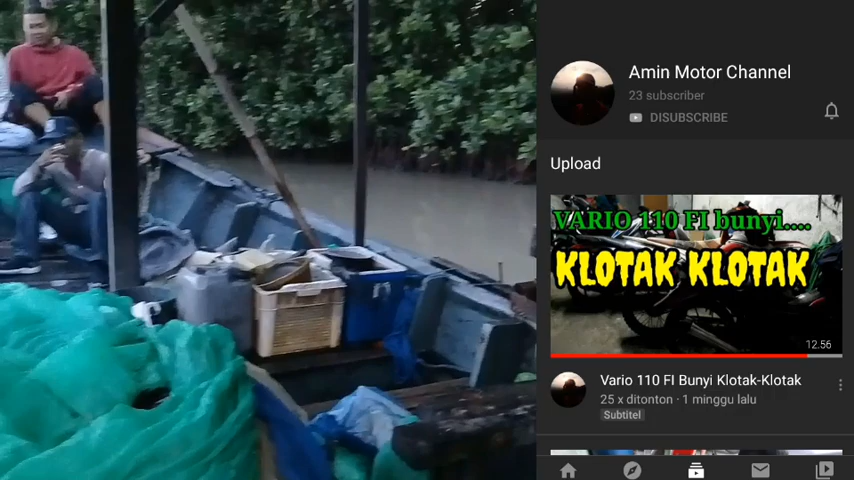 Amin Motor Channel
23 subscriber
DISUBSCRIBE
Upload
VARIO 110 FI bunyi....
KLOTAK KLOTAK
12.56
Vario 110 FI Bunyi Klotak-Klotak
25 x ditonton · 1 minggu lalu
Subtitel